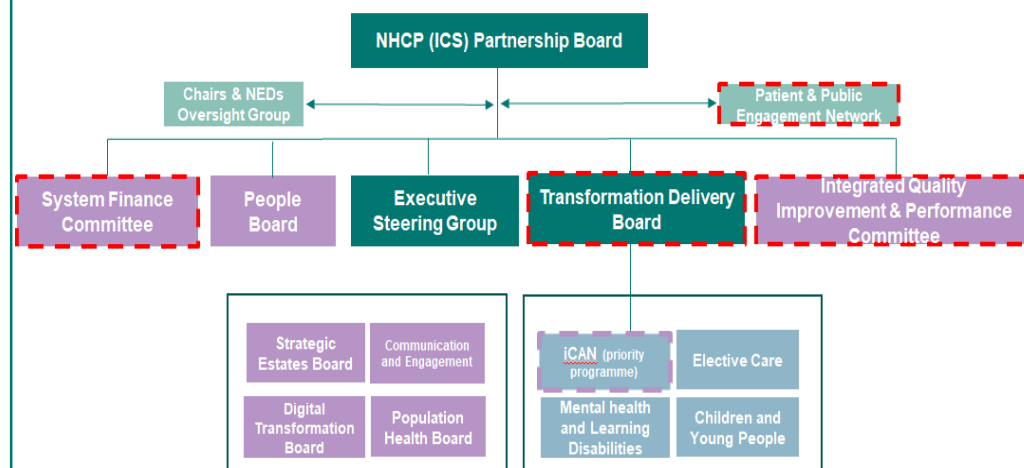 NHCP (ICS) Partnership Board
Chairs & NEDs
Oversight Group
Patient & Public
Engagement Network
System Finance
Committee
People
Board
Executive
Steering Group
Transformation Delivery
Board
Integrated Quality
Improvement & Performance
Committee
Strategic
Estates Board
Communication
and Engagement
Digital
Transformation
Board
Population
Health Board
iCAN (priority
programme)
Elective Care
Mental health
and Learning
Disabilities
Children and
Young People